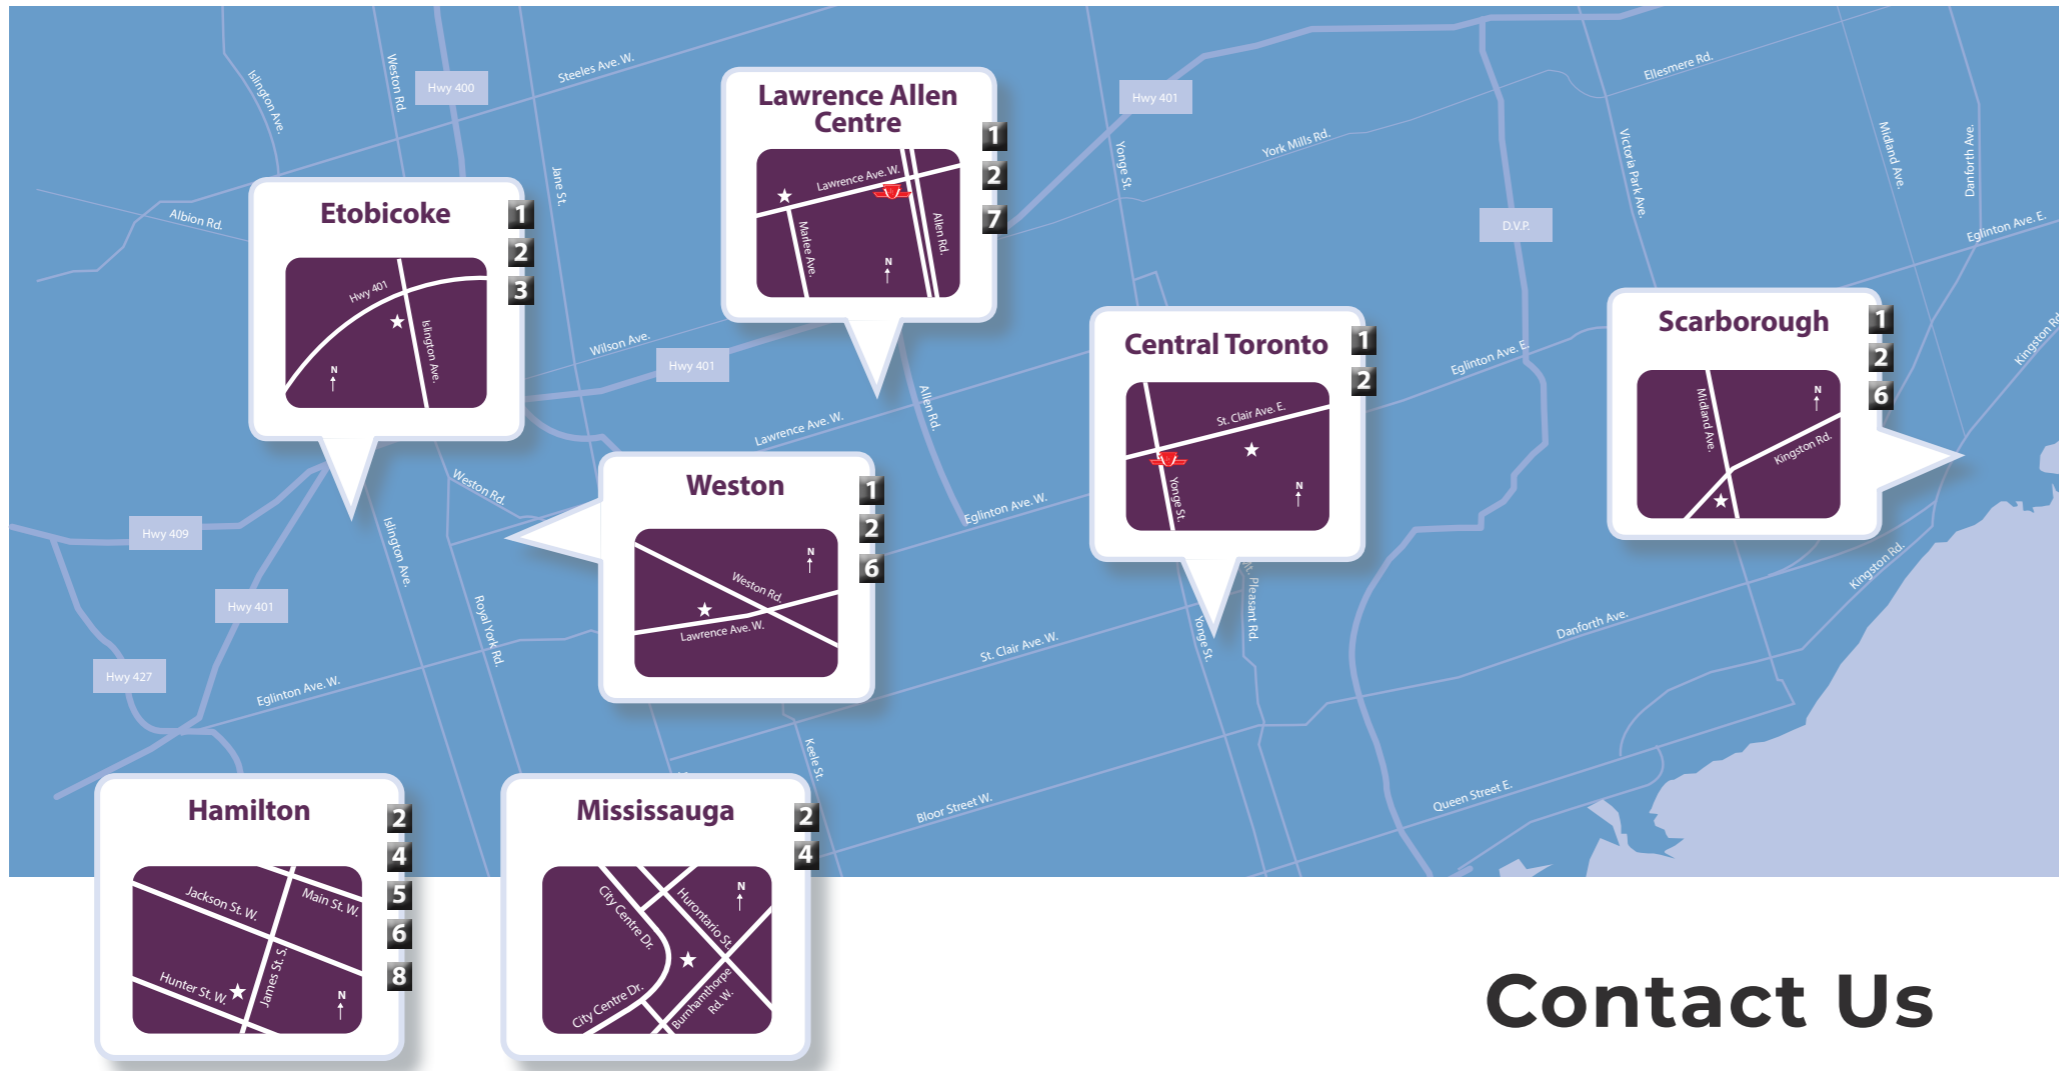 Islington Ave.
Weston Rd.
Hwy 400
Steeles Ave. W.
Jane St.
Albion Rd.
Hwy 401
Yonge St.
York Mills Rd.
Ellesmere Rd.
Victoria Park Ave.
Midland Ave.
Danforth Ave.
D.V.P.
Eglinton Ave. E.
Kingston Rd.
Lawrence Allen
Centre
Lawrence Ave. W.
Marlee Ave.
Allen Rd.
N
1
2
7
Etobicoke
Hwy 401
Islington Ave.
N
1
2
3
Wilson Ave.
Hwy 401
Lawrence Ave. W.
Allen Rd.
Eglinton Ave. W.
Central Toronto
St. Clair Ave. E.
Yonge St.
N
1
2
Eglinton Ave. E.
Scarborough
Midland Ave.
Kingston Rd.
N
1
2
6
Weston Rd.
Hwy 409
Islington Ave.
Hwy 401
Royal York Rd.
Hwy 427
Eglinton Ave. W.
Weston
Weston Rd.
Lawrence Ave. W.
N
1
2
6
St. Clair Ave. W.
Yonge St.
Mt. Pleasant Rd.
Danforth Ave.
Kingston Rd.
Keele St.
Bloor Street W.
Queen Street E.
Hamilton
Jackson St. W.
Main St. W.
Hunter St. W.
James St. S.
N
2
4
5
6
8
Mississauga
City Centre Dr.
Hurontario St.
City Centre Dr.
Burnhamthorpe
Rd. W.
N
2
4
Contact Us